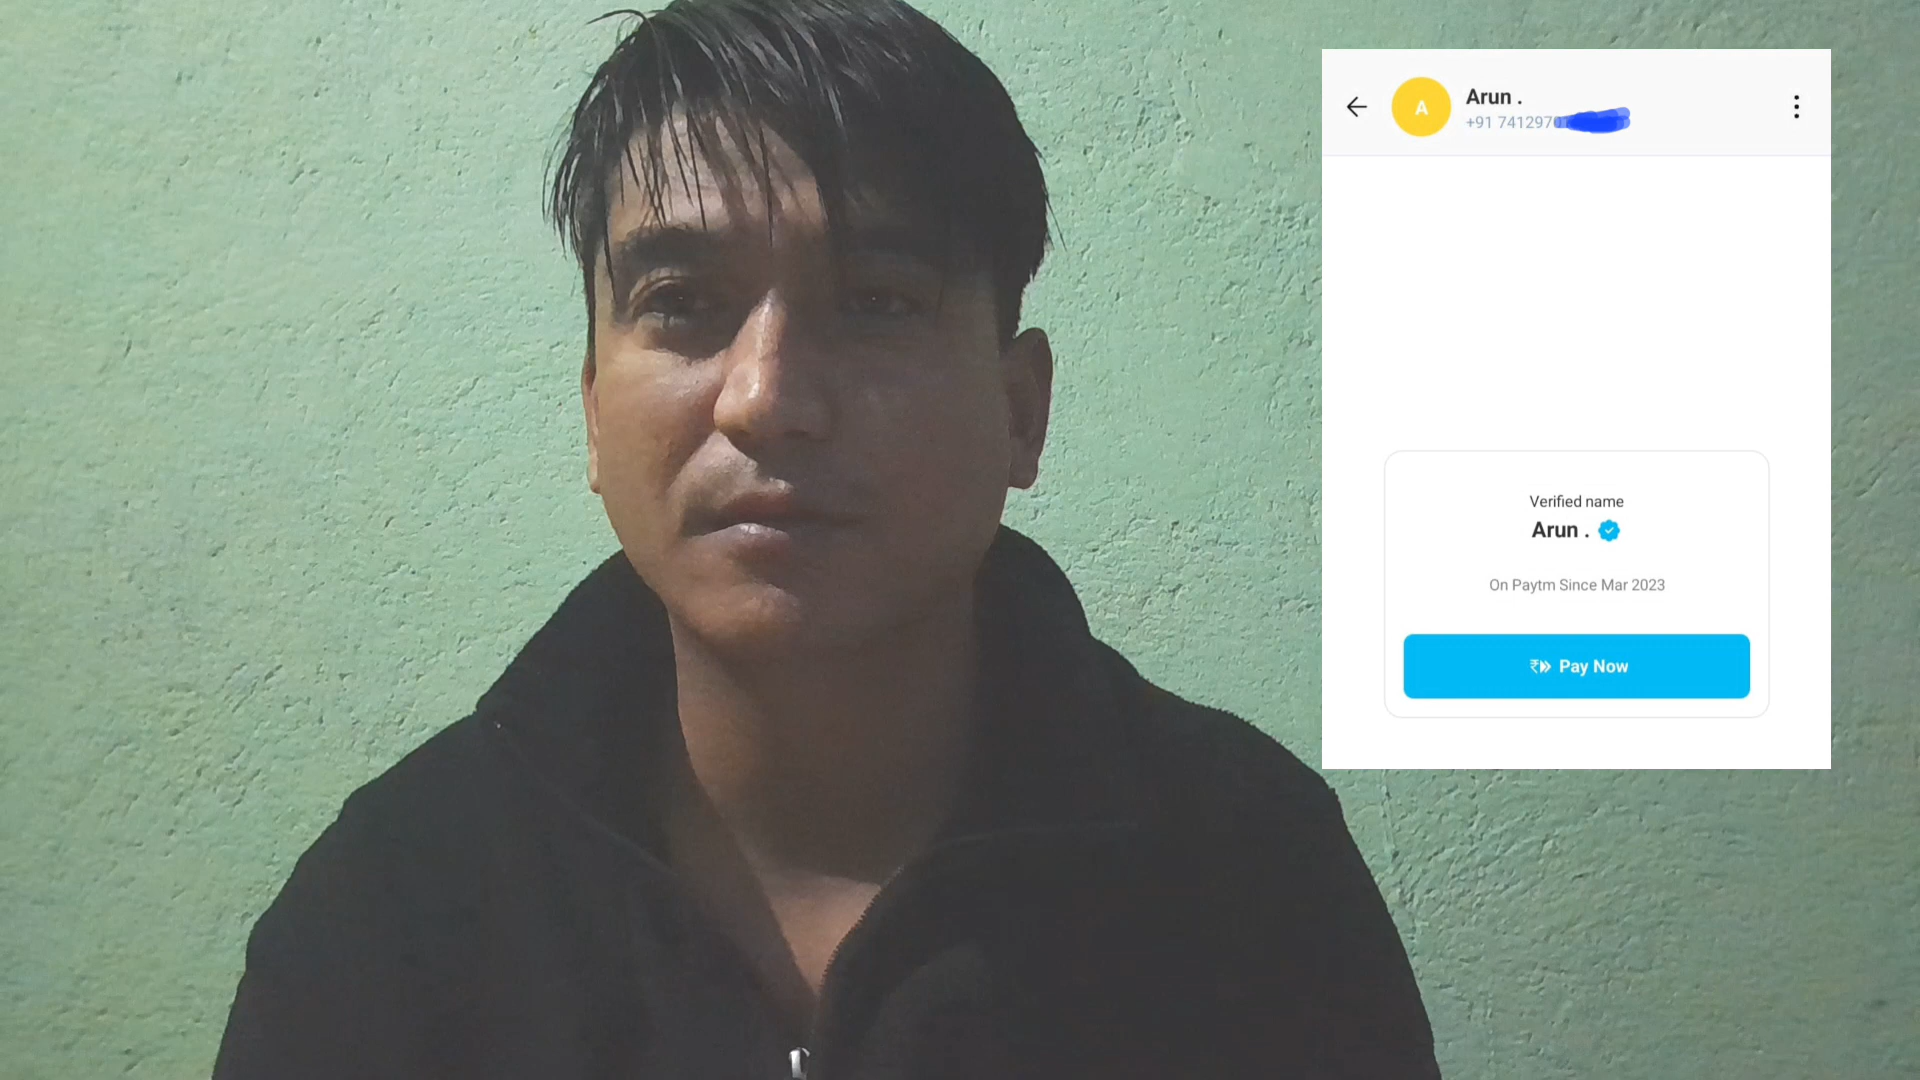 A
Arun .
+91 741297
Verified name
Arun .
On Paytm Since Mar 2023
₹ Pay Now